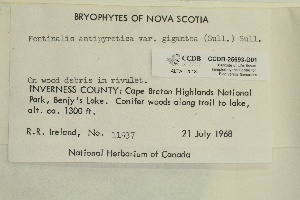 BRYOPHYTES OF NOVA SCOTIA
Fontinalis antipyretica var. gigantea (Sull.) Sull.
CCDB
CCDB-25893-D01
On wood debris in rivulet.
INVERNESS COUNTY: Cape Breton Highlands National
Park, Benjy's Lake. Conifer woods along trail to lake,
alt. ca. 1300 ft.
R.R. Ireland, No. 11437
21 July 1968
National Herbarium of Canada